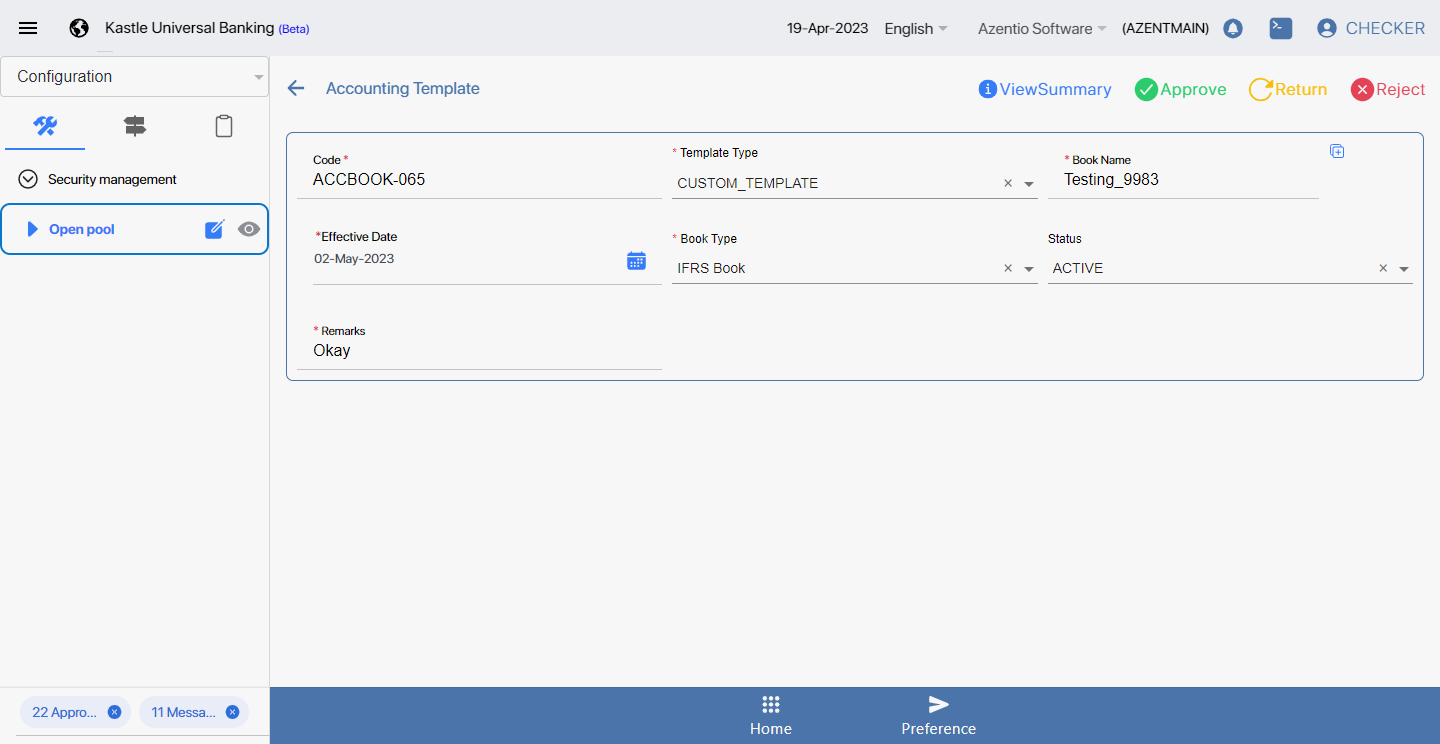 Kastle Universal Banking (Beta)
19-Apr-2023 English Azentio Software (AZENTMAIN) CHECKER
Configuration
Accounting Template
ViewSummary Approve Return Reject
Security management
Open pool
Code *
ACCBOOK-065
* Template Type
CUSTOM_TEMPLATE
* Book Name
Testing_9983
*Effective Date
02-May-2023
* Book Type
IFRS Book
Status
ACTIVE
* Remarks
Okay
22 Appro...
11 Messa...
Home
Preference